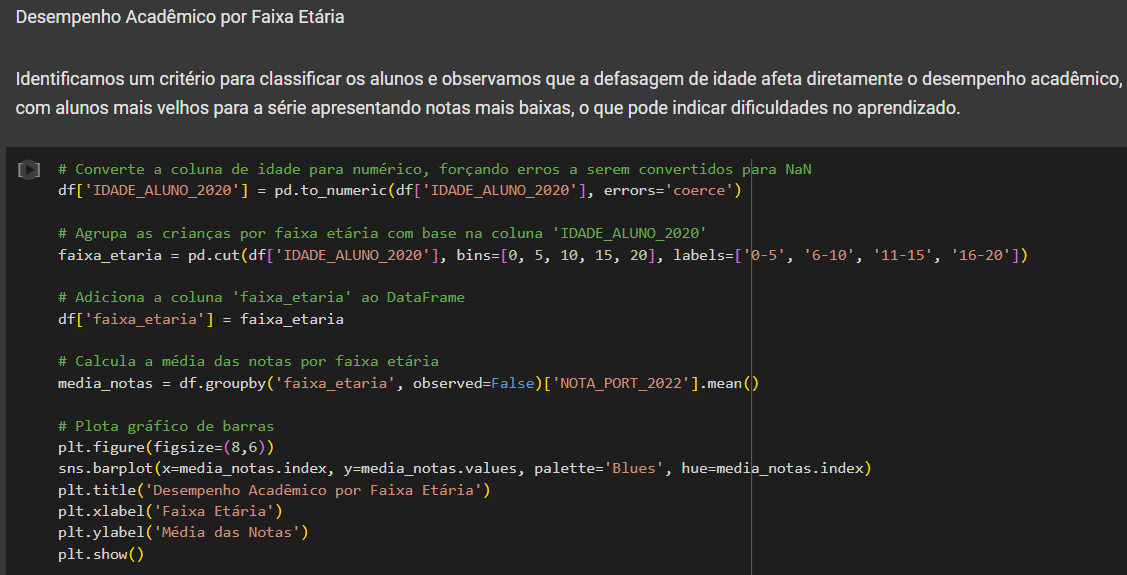 Desempenho Acadêmico por Faixa Etária
Identificamos um critério para classificar os alunos e observamos que a defasagem de idade afeta diretamente o desempenho acadêmico,
com alunos mais velhos para a série apresentando notas mais baixas, o que pode indicar dificuldades no aprendizado.
# Converte a coluna de idade para numérico, forçando erros a serem convertidos para NaN
df['IDADE_ALUNO_2020'] = pd.to_numeric(df['IDADE_ALUNO_2020'], errors='coerce')
# Agrupa as crianças por faixa etária com base na coluna 'IDADE_ALUNO_2020'
faixa_etaria = pd.cut(df['IDADE_ALUNO_2020'], bins=[0, 5, 10, 15, 20], labels=['0-5', '6-10', '11-15', '16-20'])
# Adiciona a coluna 'faixa_etaria' ao DataFrame
df['faixa_etaria'] = faixa_etaria
# Calcula a média das notas por faixa etária
media_notas = df.groupby('faixa_etaria', observed=False)['NOTA_PORT_2022'].mean()
# Plota gráfico de barras
plt.figure(figsize=(8,6))
sns.barplot(x=media_notas.index, y=media_notas.values, palette='Blues', hue=media_notas.index)
plt.title('Desempenho Acadêmico por Faixa Etária')
plt.xlabel('Faixa Etária')
plt.ylabel('Média das Notas')
plt.show()